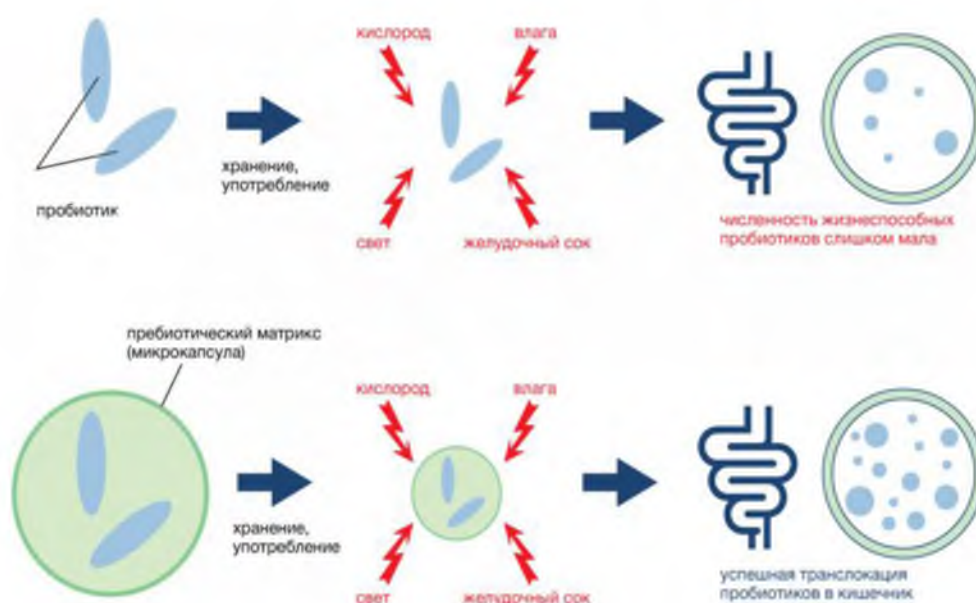 кислород
влага
хранение,
употребление
пробиотик
свет
желудочный сок
численность жизнеспособных
пробиотиков слишком мала
пребиотический матрикс
(микрокапсула)
кислород
влага
хранение,
употребление
свет
желудочный сок
успешная транслокация
пробиотиков в кишечник